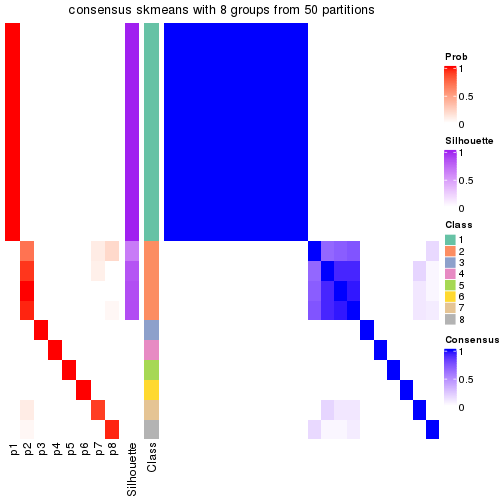 consensus skmeans with 8 groups from 50 partitions
Prob
1
0.5
0
Silhouette
1
0.5
0
Class
1
2
3
4
5
6
7
8
Consensus
1
0.5
0
p1
p2
p3
p4
p5
p6
p7
p8
Silhouette
Class